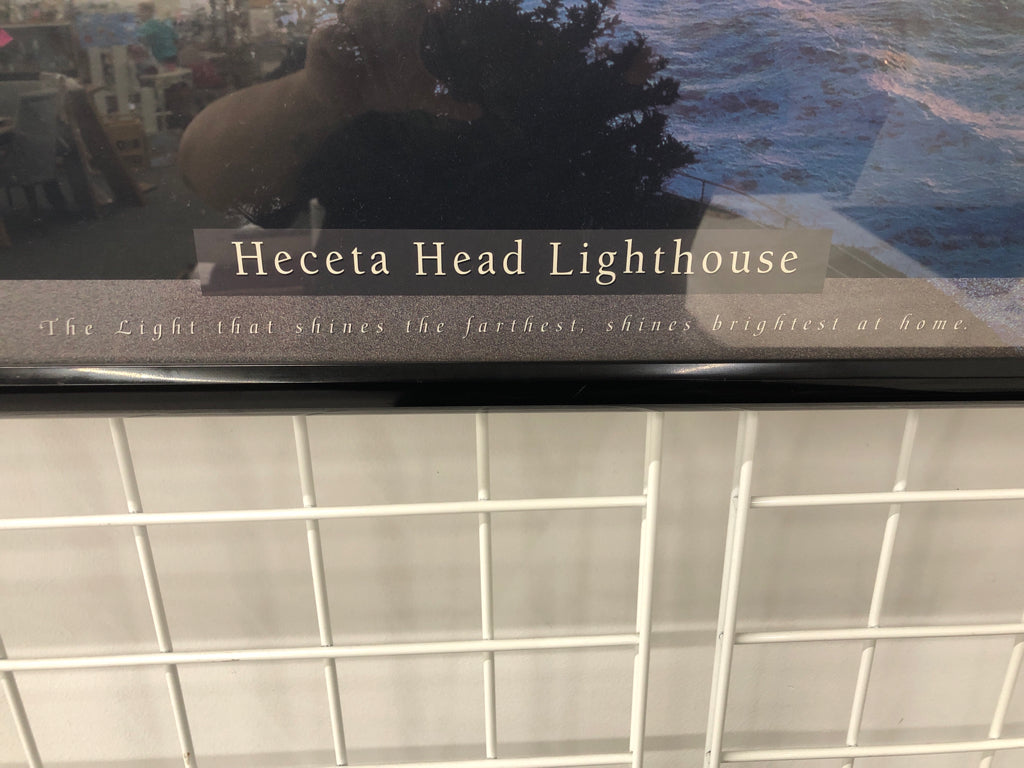 Heceta Head Lighthouse
The Light that shines the farthest, shines brightest at home.